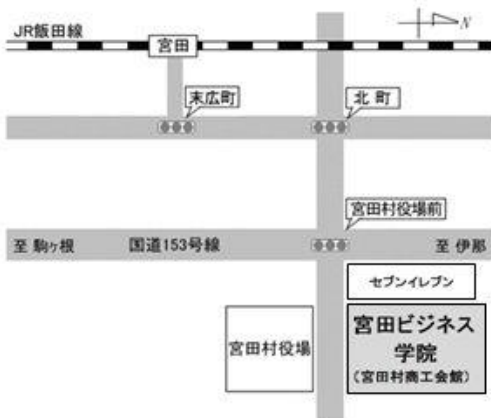 JR飯田線
N
宮田
末広町
北町
宮田村役場前
至 駒ヶ根
国道153号線
至 伊那
セブンイレブン
宮田村役場
宮田ビジネス
学院
(宮田村商工会館)